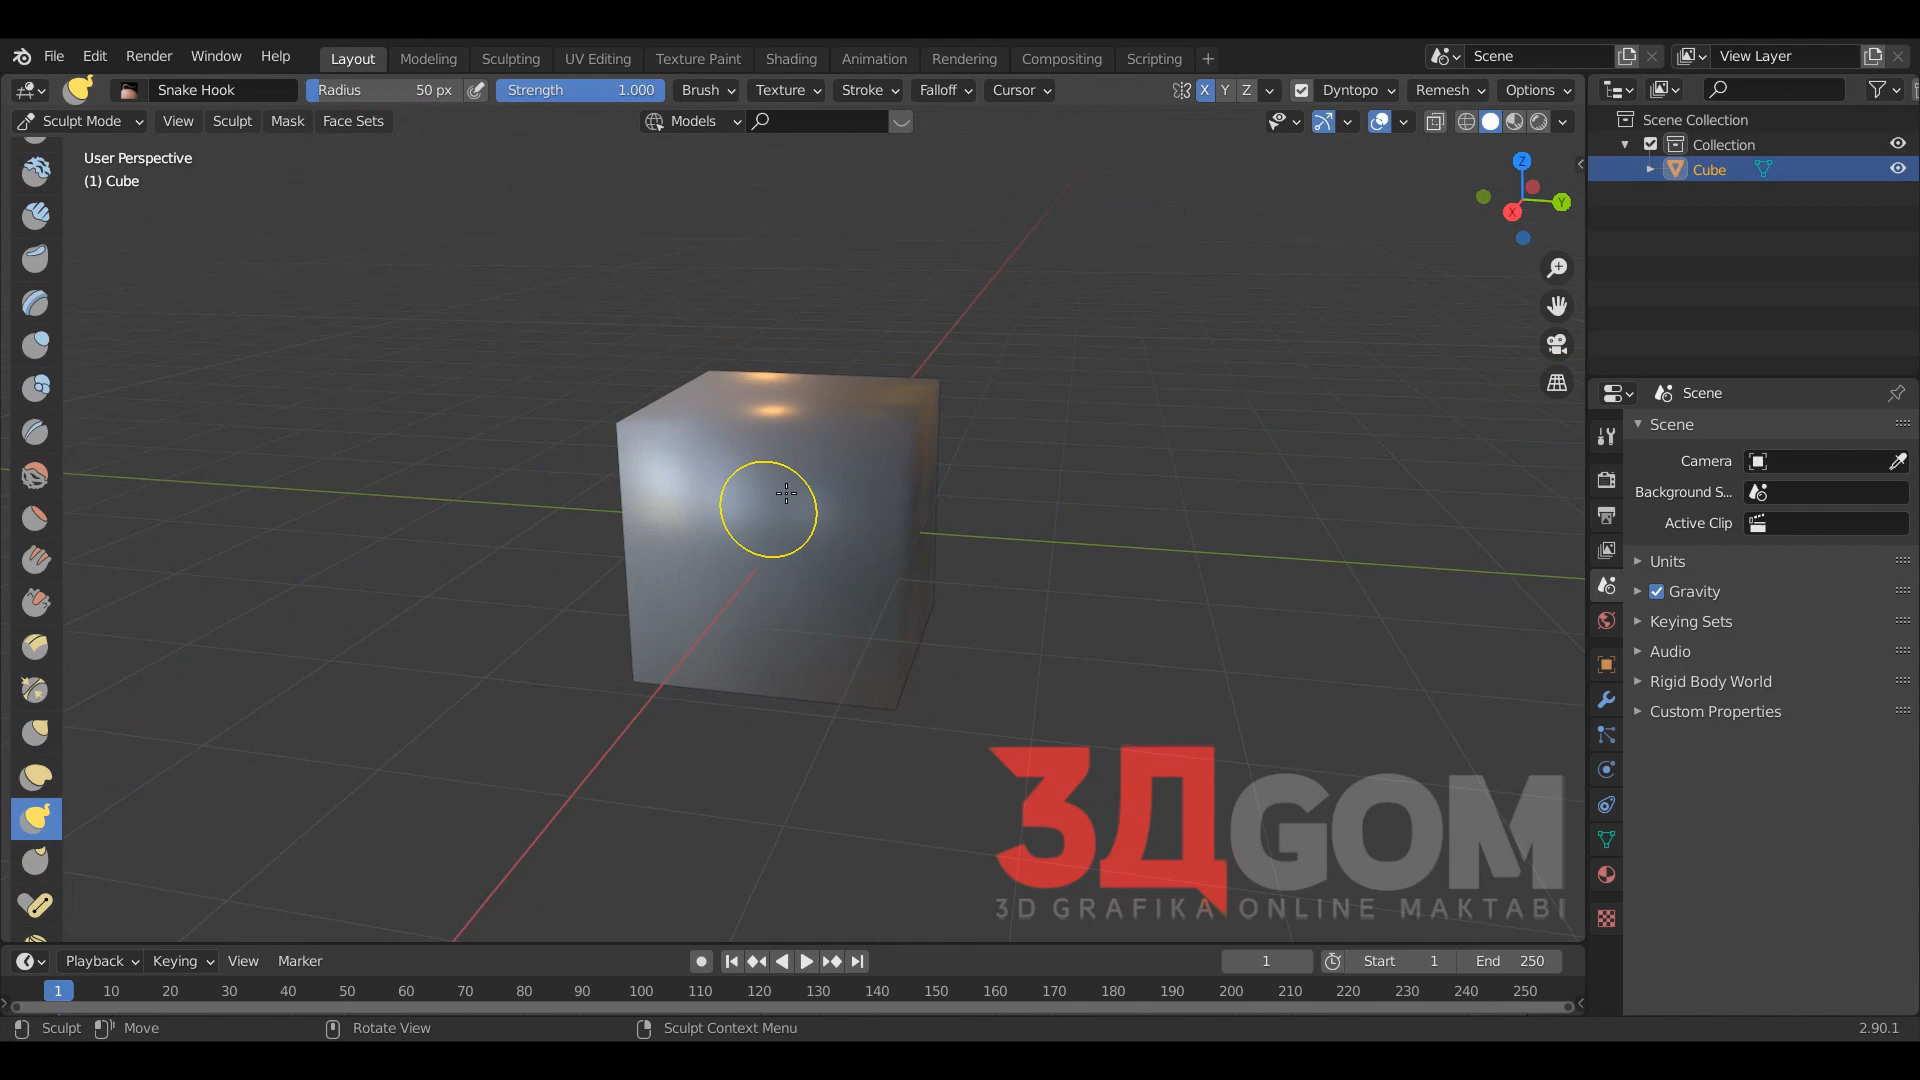 File Edit Render Window Help Layout Modeling Sculpting UV Editing Texture Paint Shading Animation Rendering Compositing Scripting + Scene View Layer
Snake Hook Radius 50 px Strength 1.000 Brush Texture Stroke Falloff Cursor X Y Z Dyntopo Remesh Options
Sculpt Mode View Sculpt Mask Face Sets Models
User Perspective
(1) Cube
Z
Y
X
Scene Collection
Collection
Cube
Scene
Scene
Camera
Background S...
Active Clip
Units
Gravity
Keying Sets
Audio
Rigid Body World
Custom Properties
3ДGOM
3D GRAFIKA ONLINE MAKTABI
Playback Keying View Marker 1 Start 1 End 250
1 10 20 30 40 50 60 70 80 90 100 110 120 130 140 150 160 170 180 190 200 210 220 230 240 250
Sculpt Move Rotate View Sculpt Context Menu 2.90.1